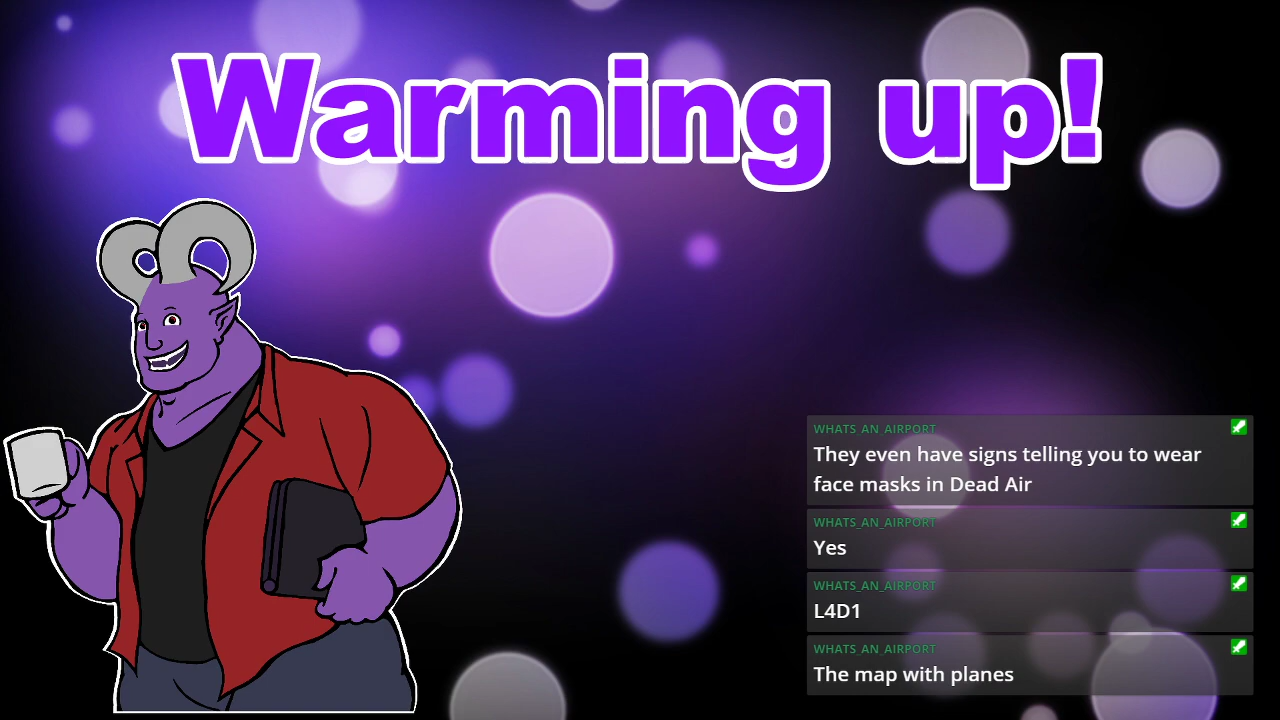 Warming up!
WHATS_AN_AIRPORT
They even have signs telling you to wear
face masks in Dead Air
WHATS_AN_AIRPORT
Yes
WHATS_AN_AIRPORT
L4D1
WHATS_AN_AIRPORT
The map with planes